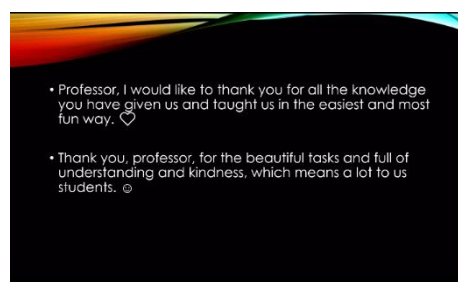 • Professor, I would like to thank you for all the knowledge
you have given us and taught us in the easiest and most
fun way. ♡
• Thank you, professor, for the beautiful tasks and full of
understanding and kindness, which means a lot to us
students. ☺